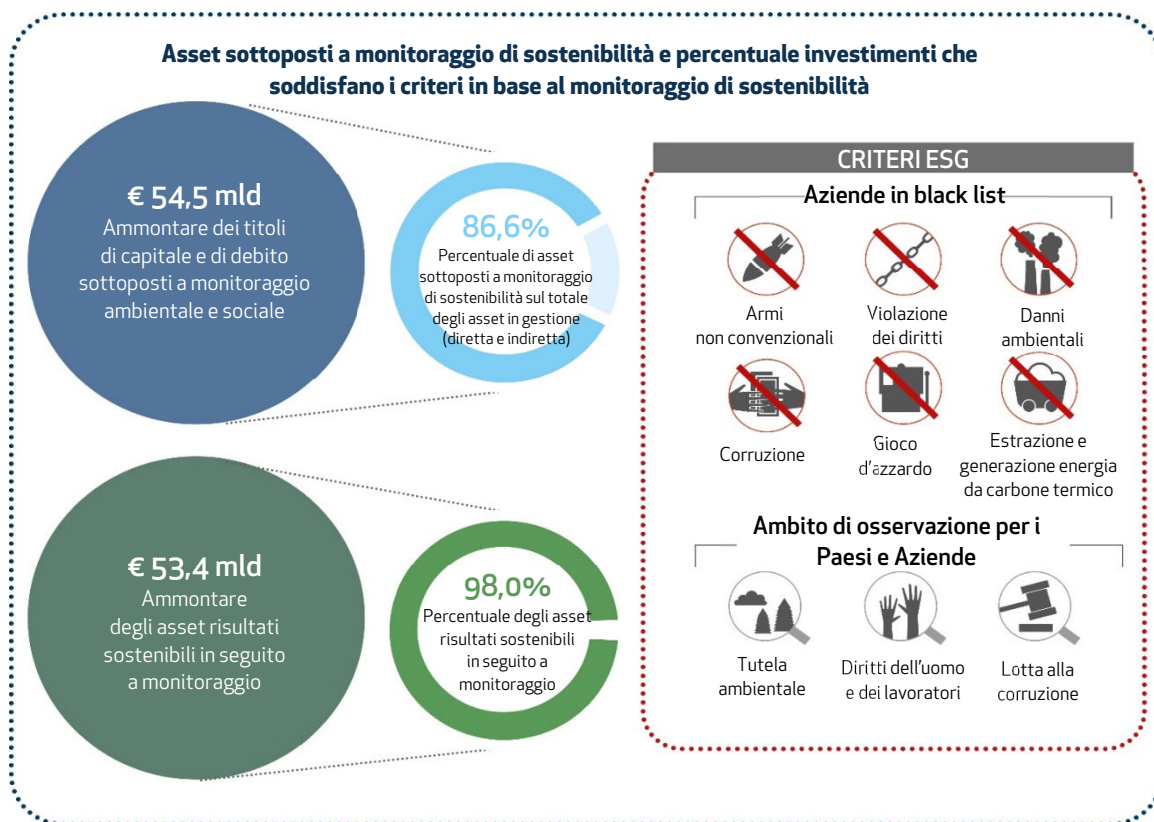 Asset sottoposti a monitoraggio di sostenibilità e percentuale investimenti che
soddisfano i criteri in base al monitoraggio di sostenibilità
€ 54,5 mld
Ammontare dei titoli
di capitale e di debito
sottoposti a monitoraggio
ambientale e sociale
86,6%
Percentuale di asset
sottoposti a monitoraggio
di sostenibilità sul totale
degli asset in gestione
(diretta e indiretta)
€ 53,4 mld
Ammontare
degli asset risultati
sostenibili in seguito
a monitoraggio
98,0%
Percentuale degli asset
risultati sostenibili
in seguito a
monitoraggio
CRITERI ESG
Aziende in black list
Armi
non convenzionali
Violazione
dei diritti
Danni
ambientali
Corruzione
Gioco
d'azzardo
Estrazione e
generazione energia
da carbone termico
Ambito di osservazione per i
Paesi e Aziende
Tutela
ambientale
Diritti dell'uomo
e dei lavoratori
Lotta alla
corruzione